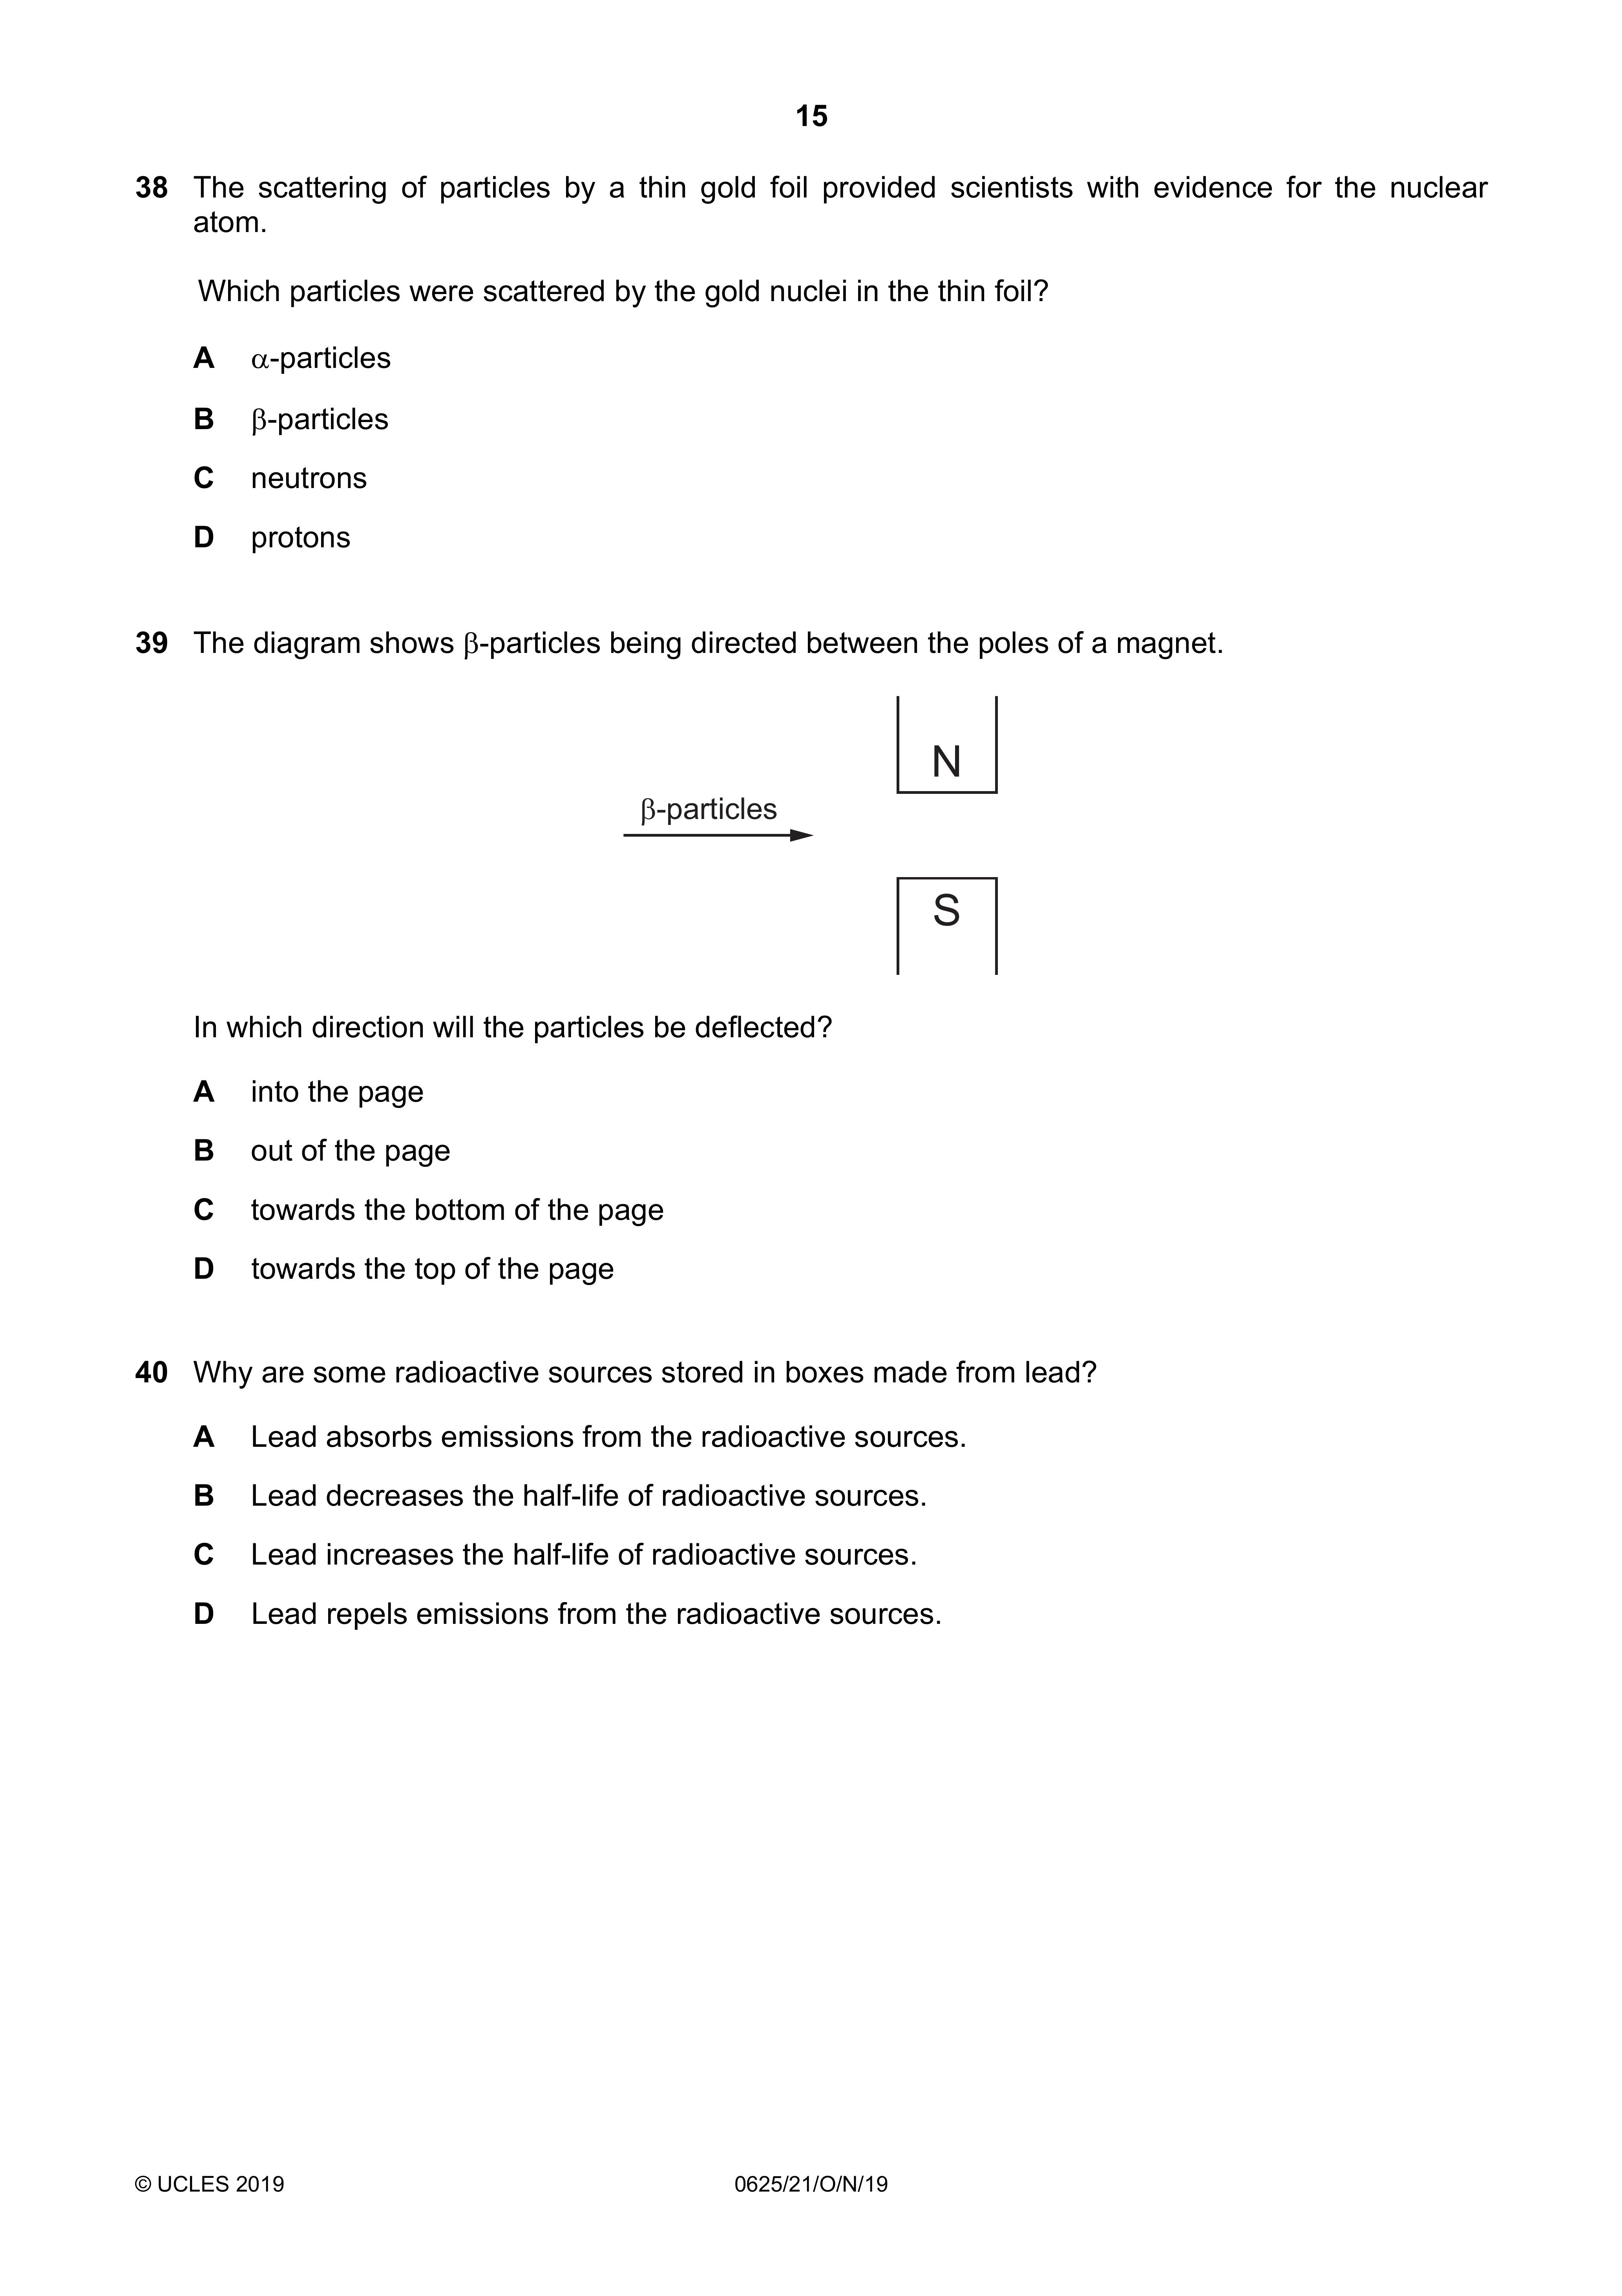 15
38 The scattering of particles by a thin gold foil provided scientists with evidence for the nuclear
atom.
Which particles were scattered by the gold nuclei in the thin foil?
A α-particles
B β-particles
C neutrons
D protons
39 The diagram shows β-particles being directed between the poles of a magnet.
N
β-particles
S
In which direction will the particles be deflected?
A into the page
B out of the page
C towards the bottom of the page
D towards the top of the page
40 Why are some radioactive sources stored in boxes made from lead?
A Lead absorbs emissions from the radioactive sources.
B Lead decreases the half-life of radioactive sources.
C Lead increases the half-life of radioactive sources.
D Lead repels emissions from the radioactive sources.
© UCLES 2019 0625/21/O/N/19